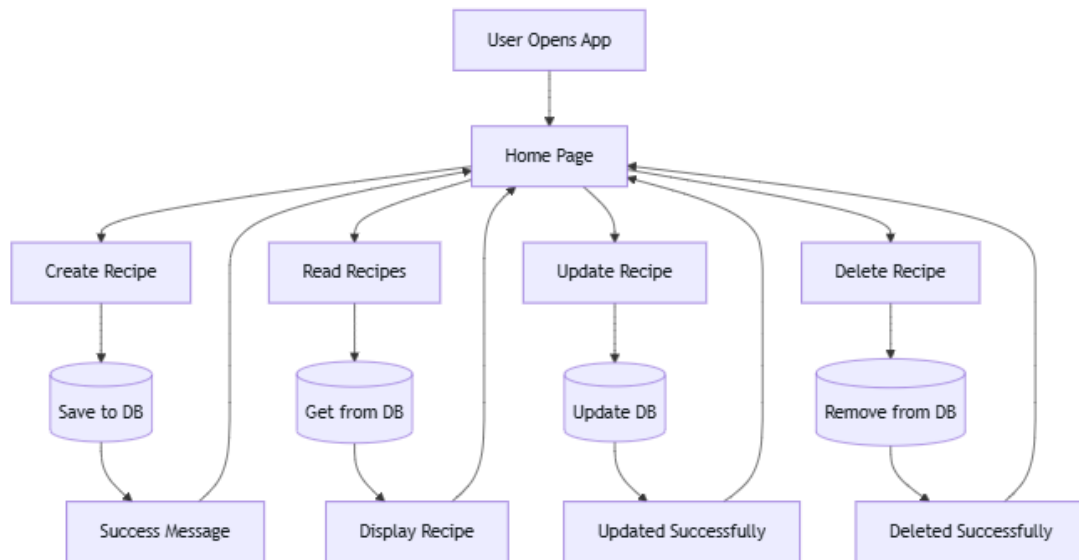 User Opens App
Home Page
Create Recipe
Read Recipes
Update Recipe
Delete Recipe
Save to DB
Get from DB
Update DB
Remove from DB
Success Message
Display Recipe
Updated Successfully
Deleted Successfully